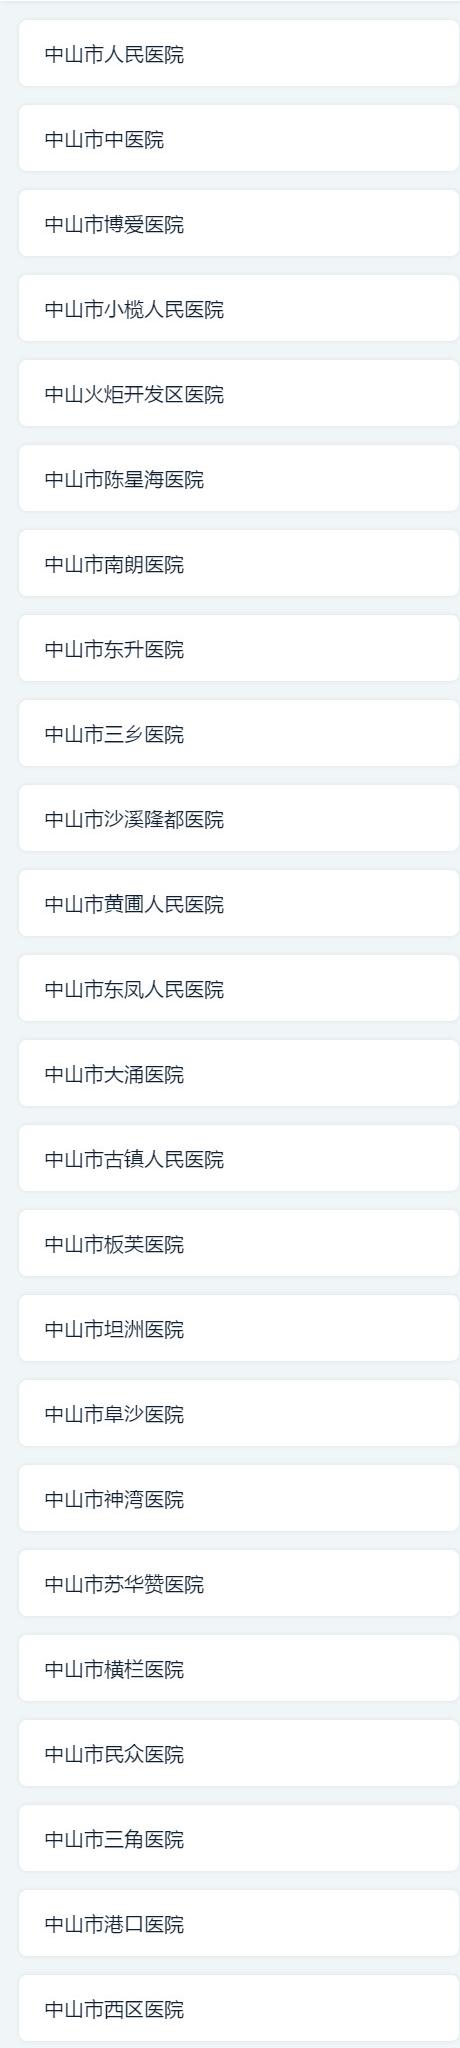 中山市人民医院
中山市中医院
中山市博爱医院
中山市小榄人民医院
中山火炬开发区医院
中山市陈星海医院
中山市南朗医院
中山市东升医院
中山市三乡医院
中山市沙溪隆都医院
中山市黄圃人民医院
中山市东凤人民医院
中山市大涌医院
中山市古镇人民医院
中山市板芙医院
中山市坦洲医院
中山市阜沙医院
中山市神湾医院
中山市苏华赞医院
中山市横栏医院
中山市民众医院
中山市三角医院
中山市港口医院
中山市西区医院